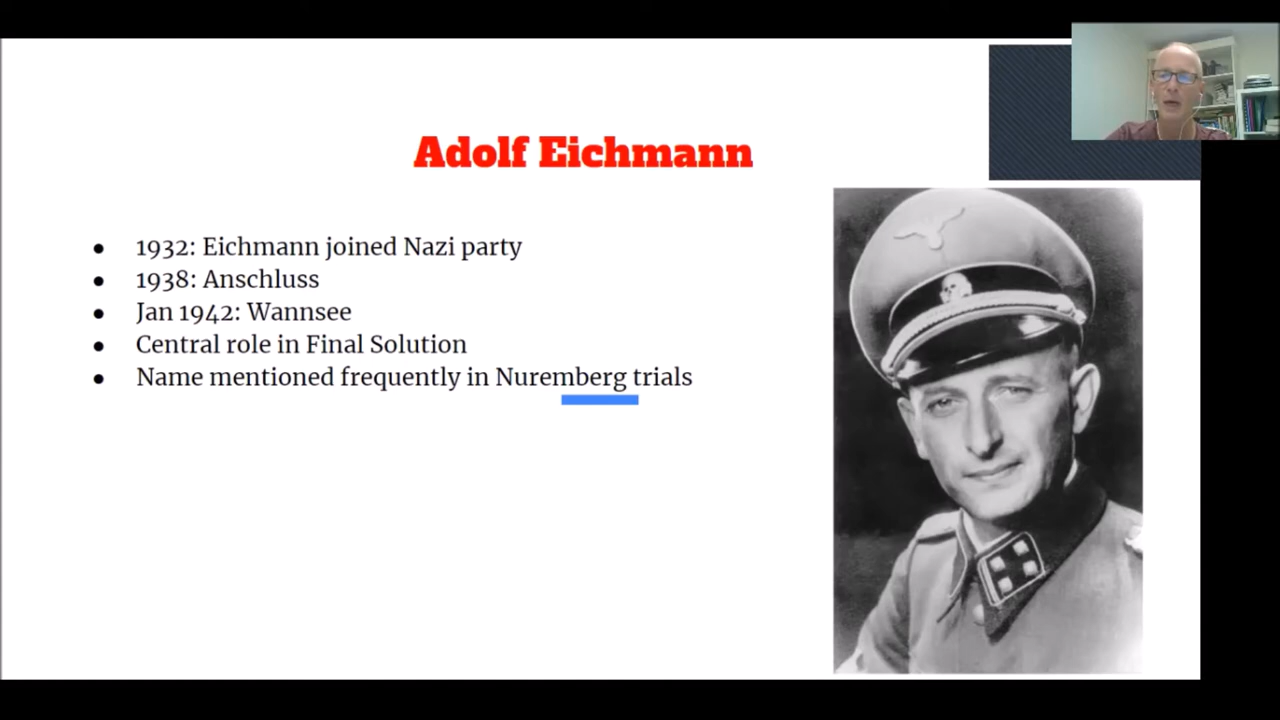 Adolf Eichmann
● 1932: Eichmann joined Nazi party
● 1938: Anschluss
● Jan 1942: Wannsee
● Central role in Final Solution
● Name mentioned frequently in Nuremberg trials